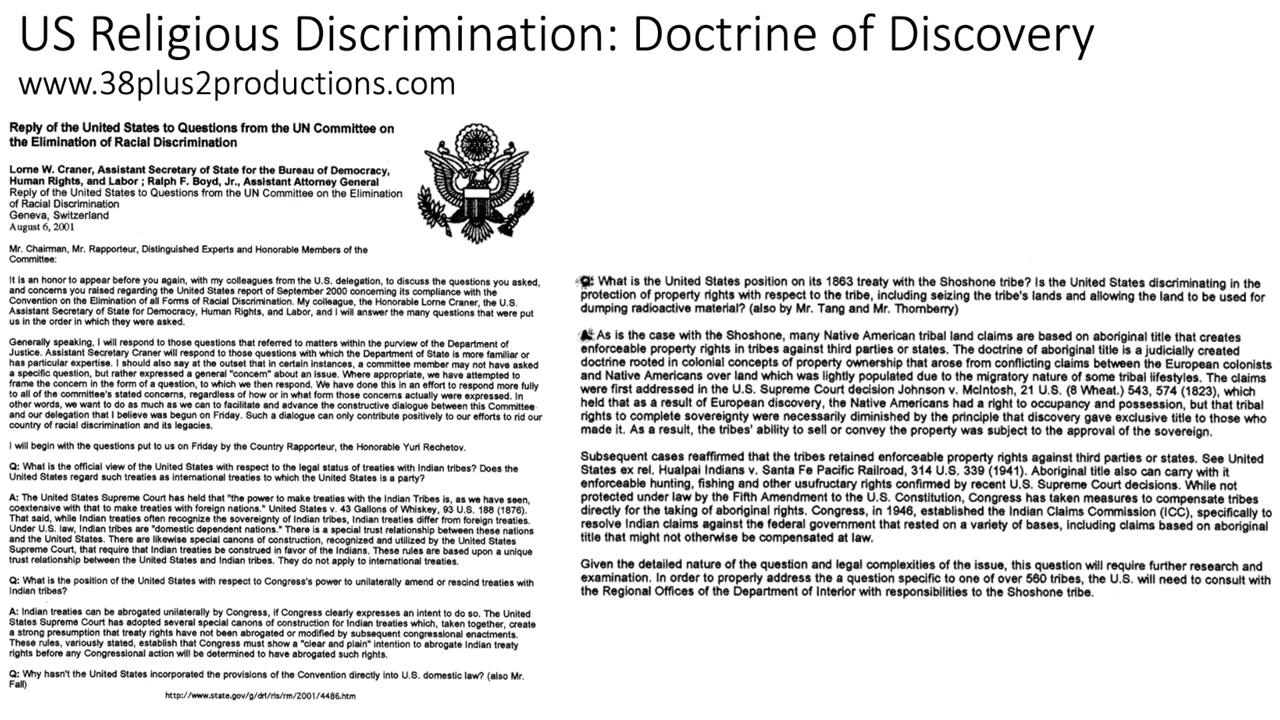 US Religious Discrimination: Doctrine of Discovery
www.38plus2productions.com
Reply of the United States to Questions from the UN Committee on
the Elimination of Racial Discrimination
Lorne W. Craner, Assistant Secretary of State for the Bureau of Democracy,
Human Rights, and Labor ; Ralph F. Boyd, Jr., Assistant Attorney General
Reply of the United States to Questions from the UN Committee on the Elimination
of Racial Discrimination
Geneva, Switzerland
August 6, 2001
Mr. Chairman, Mr. Rapporteur, Distinguished Experts and Honorable Members of the
Committee:
It is an honor to appear before you again, with my colleagues from the U.S. delegation, to discuss the questions you asked,
and concerns you raised regarding the United States report of September 2000 concerning its compliance with the
Convention on the Elimination of all Forms of Racial Discrimination. My colleague, the Honorable Lorne Craner, the U.S.
Assistant Secretary of State for Democracy, Human Rights, and Labor, and I will answer the many questions that were put
us in the order in which they were asked.
Generally speaking, I will respond to those questions that referred to matters within the purview of the Department of
Justice. Assistant Secretary Craner will respond to those questions with which the Department of State is more familiar or
has particular expertise. I should also say at the outset that in certain instances, a committee member may not have asked
a specific question, but rather expressed a general "concern" about an issue. Where appropriate, we have attempted to
frame the concern in the form of a question, to which we then respond. We have done this in an effort to respond more fully
to all of the committee's stated concerns, regardless of how or in what form those concerns actually were expressed. In
other words, we want to do as much as we can to facilitate and advance the constructive dialogue between this Committee
and our delegation that I believe was begun on Friday. Such a dialogue can only contribute positively to our efforts to rid our
country of racial discrimination and its legacies.
I will begin with the questions put to us on Friday by the Country Rapporteur, the Honorable Yuri Rechetov.
Q: What is the official view of the United States with respect to the legal status of treaties with Indian tribes? Does the
United States regard such treaties as international treaties to which the United States is a party?
A: The United States Supreme Court has held that "the power to make treaties with the Indian Tribes is, as we have seen,
coextensive with that to make treaties with foreign nations." United States v. 43 Gallons of Whiskey, 93 U.S. 188 (1876).
That said, while Indian treaties often recognize the sovereignty of Indian tribes, Indian treaties differ from foreign treaties.
Under U.S. law, Indian tribes are "domestic dependent nations." There is a special trust relationship between these nations
and the United States. There are likewise special canons of construction, recognized and utilized by the United States
Supreme Court, that require that Indian treaties be construed in favor of the Indians. These rules are based upon a unique
trust relationship between the United States and Indian tribes. They do not apply to international treaties.
Q: What is the position of the United States with respect to Congress's power to unilaterally amend or rescind treaties with
Indian tribes?
A: Indian treaties can be abrogated unilaterally by Congress, if Congress clearly expresses an intent to do so. The United
States Supreme Court has adopted several special canons of construction for Indian treaties which, taken together, create
a strong presumption that treaty rights have not been abrogated or modified by subsequent congressional enactments.
These rules, variously stated, establish that Congress must show a "clear and plain" intention to abrogate Indian treaty
rights before any Congressional action will be determined to have abrogated such rights.
Q: Why hasn't the United States incorporated the provisions of the Convention directly into U.S. domestic law? (also Mr.
Fall)
http://www.state.gov/g/drl/rls/rm/2001/4486.htm
Q: What is the United States position on its 1863 treaty with the Shoshone tribe? Is the United States discriminating in the
protection of property rights with respect to the tribe, including seizing the tribe's lands and allowing the land to be used for
dumping radioactive material? (also by Mr. Tang and Mr. Thornberry)
A: As is the case with the Shoshone, many Native American tribal land claims are based on aboriginal title that creates
enforceable property rights in tribes against third parties or states. The doctrine of aboriginal title is a judicially created
doctrine rooted in colonial concepts of property ownership that arose from conflicting claims between the European colonists
and Native Americans over land which was lightly populated due to the migratory nature of some tribal lifestyles. The claims
were first addressed in the U.S. Supreme Court decision Johnson v. McIntosh, 21 U.S. (8 Wheat.) 543, 574 (1823), which
held that as a result of European discovery, the Native Americans had a right to occupancy and possession, but that tribal
rights to complete sovereignty were necessarily diminished by the principle that discovery gave exclusive title to those who
made it. As a result, the tribes' ability to sell or convey the property was subject to the approval of the sovereign.
Subsequent cases reaffirmed that the tribes retained enforceable property rights against third parties or states. See United
States ex rel. Hualpai Indians v. Santa Fe Pacific Railroad, 314 U.S. 339 (1941). Aboriginal title also can carry with it
enforceable hunting, fishing and other usufructuary rights confirmed by recent U.S. Supreme Court decisions. While not
protected under law by the Fifth Amendment to the U.S. Constitution, Congress has taken measures to compensate tribes
directly for the taking of aboriginal rights. Congress, in 1946, established the Indian Claims Commission (ICC), specifically to
resolve Indian claims against the federal government that rested on a variety of bases, including claims based on aboriginal
title that might not otherwise be compensated at law.
Given the detailed nature of the question and legal complexities of the issue, this question will require further research and
examination. In order to properly address the a question specific to one of over 560 tribes, the U.S. will need to consult with
the Regional Offices of the Department of Interior with responsibilities to the Shoshone tribe.